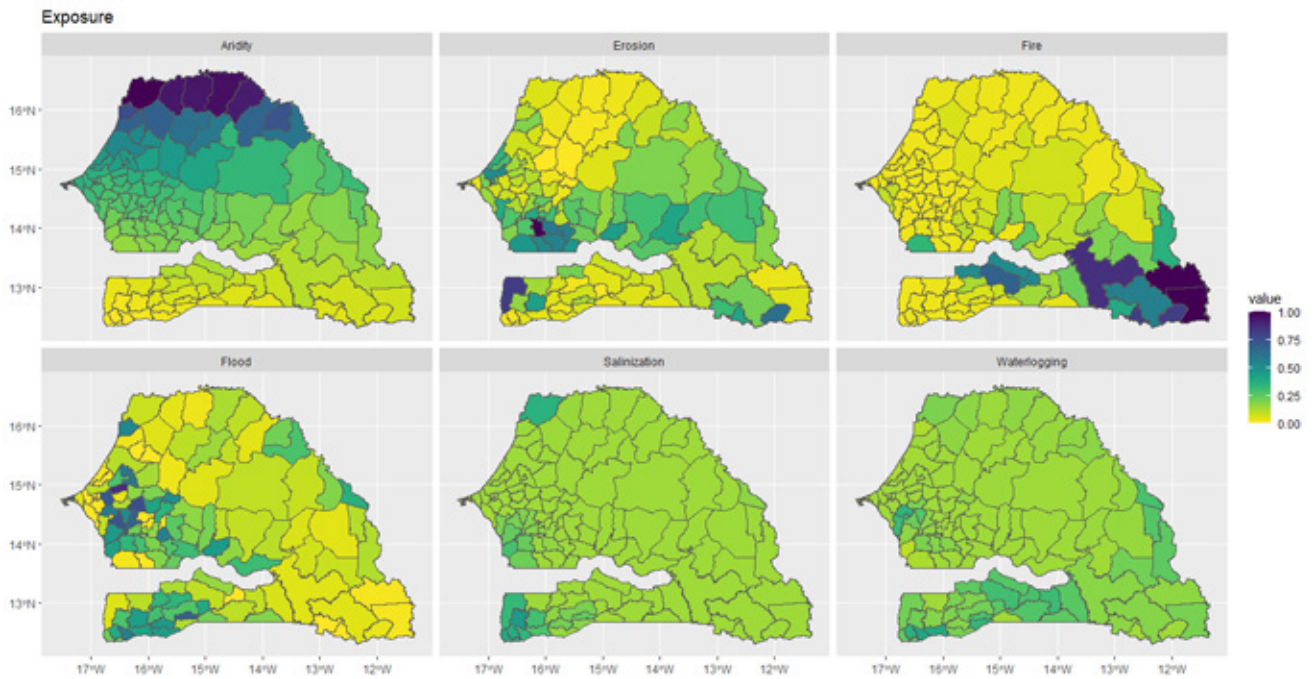 Exposure
Aridity Erosion Fire
16°N
15°N
14°N
13°N
value
1.00
0.75
0.50
0.25
0.00
Flood Salinization Waterlogging
16°N
15°N
14°N
13°N
17°W 16°W 15°W 14°W 13°W 12°W 17°W 16°W 15°W 14°W 13°W 12°W 17°W 16°W 15°W 14°W 13°W 12°W